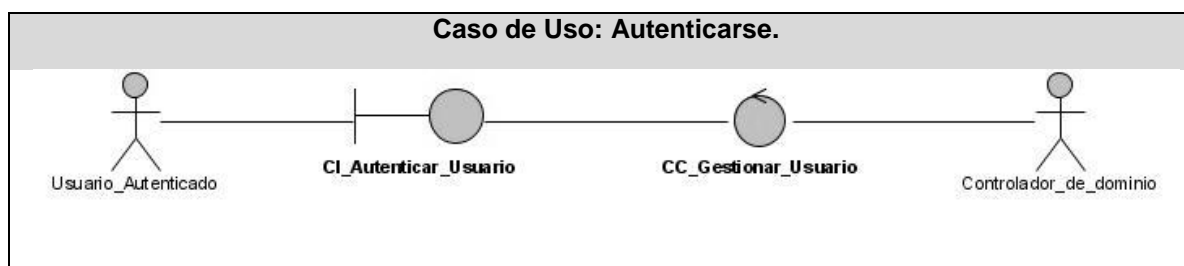 Caso de Uso: Autenticarse.
CI_Autenticar_Usuario
CC_Gestionar_Usuario
Usuario_Autenticado
Controlador_de_dominio